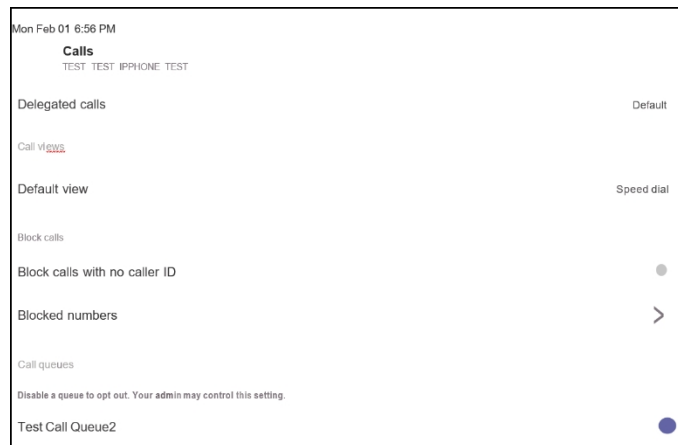 Mon Feb 01 6:56 PM
Calls
TEST TEST IPPHONE TEST
Delegated calls Default
Call views
Default view Speed dial
Block calls
Block calls with no caller ID
Blocked numbers
Call queues
Disable a queue to opt out. Your admin may control this setting.
Test Call Queue2